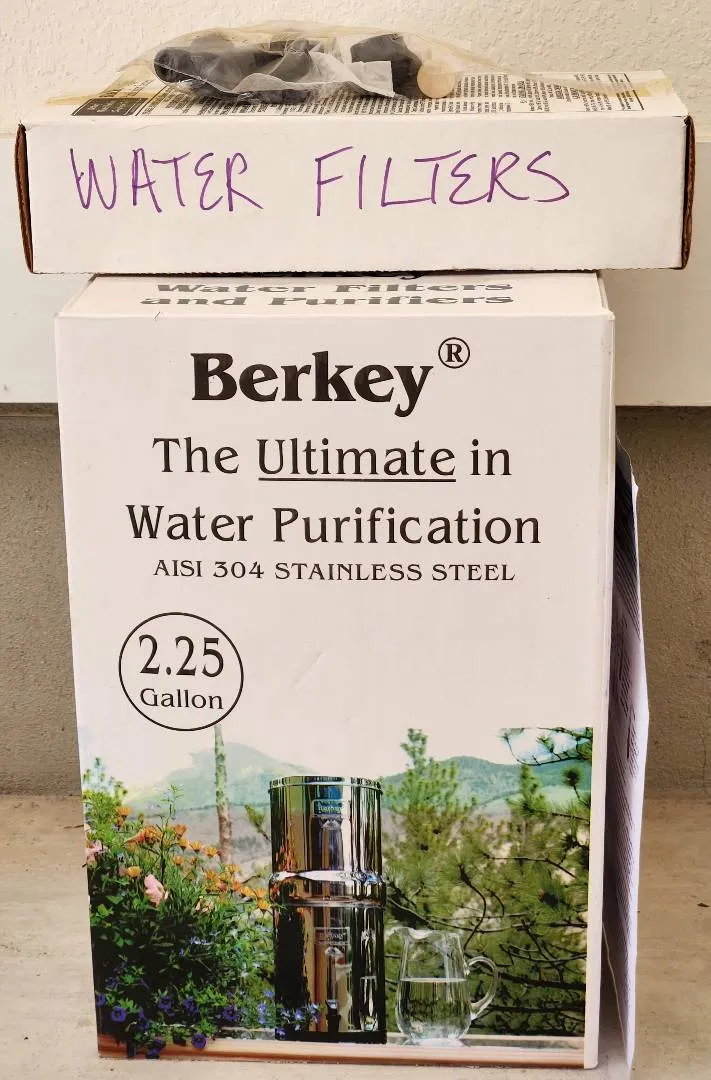 WATER FILTERS
Water Filters
and Purifiers
Berkey®
The Ultimate in
Water Purification
AISI 304 STAINLESS STEEL
2.25
Gallon